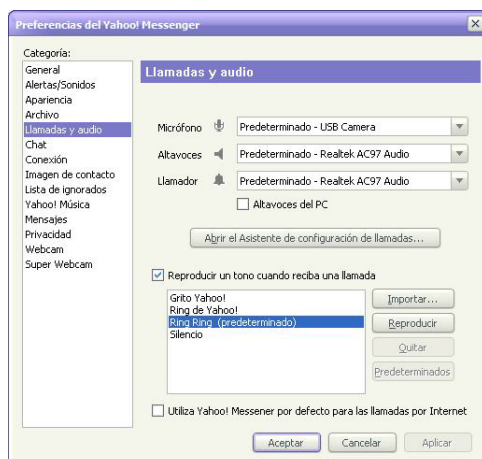 Preferencias del Yahoo! Messenger
Categoría:
General
Alertas/Sonidos
Apariencia
Archivo
Llamadas y audio
Chat
Conexión
Imagen de contacto
Lista de ignorados
Yahoo! Música
Mensajes
Privacidad
Webcam
Super Webcam
Llamadas y audio
Micrófono Predeterminado - USB Camera
Altavoces Predeterminado - Realtek AC97 Audio
Llamador Predeterminado - Realtek AC97 Audio
Altavoces del PC
Abrir el Asistente de configuración de llamadas...
Reproducir un tono cuando reciba una llamada
Grito Yahoo!
Ring de Yahoo!
Ring Ring (predeterminado)
Silencio
Importar...
Reproducir
Quitar
Predeterminados
Utiliza Yahoo! Messener por defecto para las llamadas por Internet
Aceptar Cancelar Aplicar